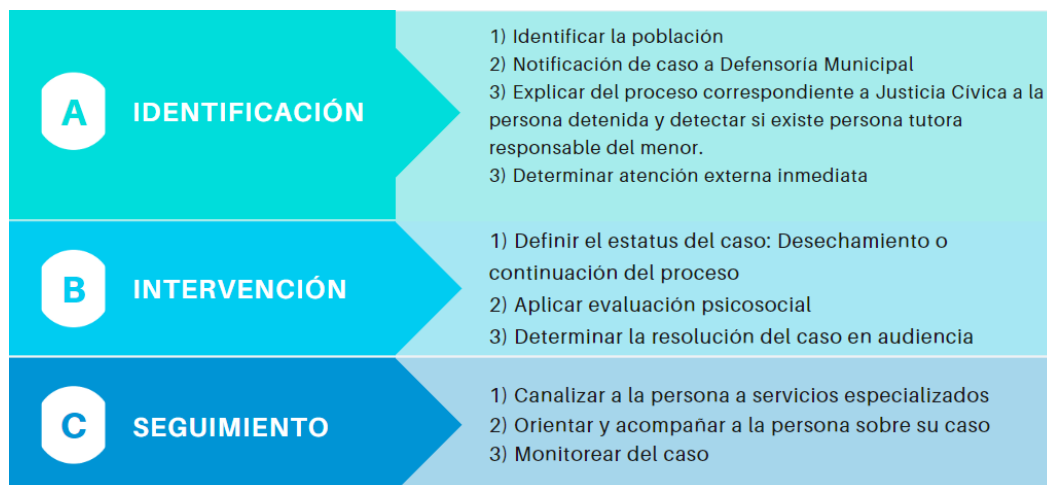 A
IDENTIFICACIÓN
1) Identificar la población
2) Notificación de caso a Defensoría Municipal
3) Explicar del proceso correspondiente a Justicia Cívica a la
persona detenida y detectar si existe persona tutora
responsable del menor.
3) Determinar atención externa inmediata
B
INTERVENCIÓN
1) Definir el estatus del caso: Desechamiento o
continuación del proceso
2) Aplicar evaluación psicosocial
3) Determinar la resolución del caso en audiencia
C
SEGUIMIENTO
1) Canalizar a la persona a servicios especializados
2) Orientar y acompañar a la persona sobre su caso
3) Monitorear del caso